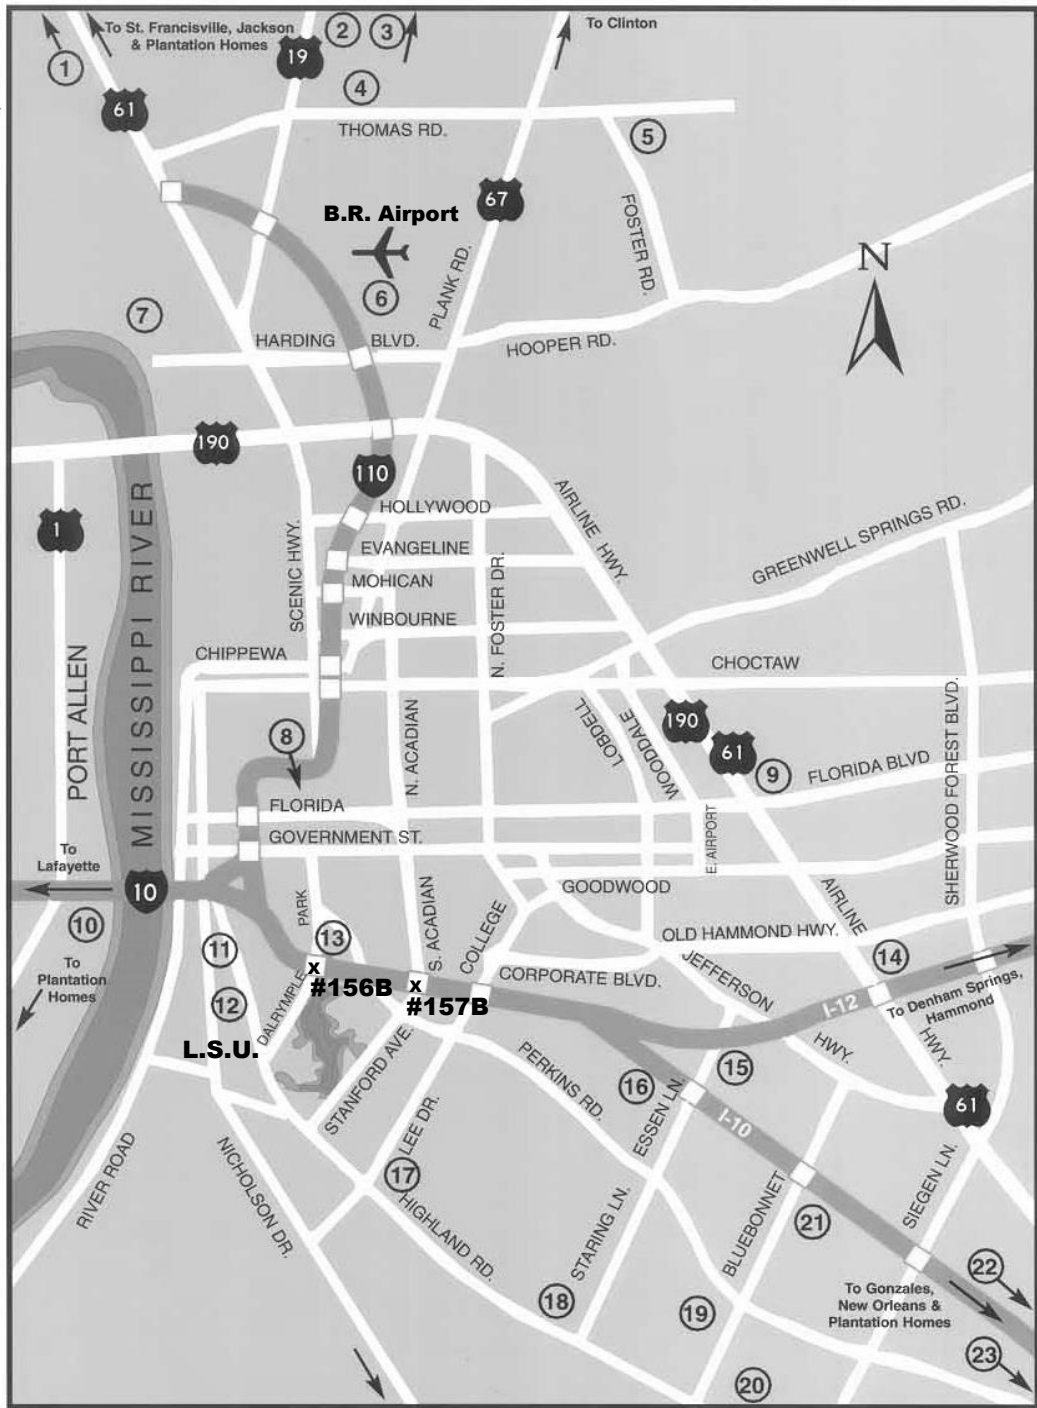 To St. Francisville, Jackson
& Plantation Homes
2
3
To Clinton
1
19
4
61
THOMAS RD.
5
67
B.R. Airport
FOSTER RD.
PLANK RD.
N
6
7
HARDING
BLVD.
HOOPER RD.
190
110
HOLLYWOOD
AIRLINE HWY.
GREENWELL SPRINGS RD.
1
EVANGELINE
SCENIC HWY.
MOHICAN
N. FOSTER DR.
WINBOURNE
MISSISSIPPI RIVER
PORT ALLEN
CHIPPEWA
CHOCTAW
N. ACADIAN
LOBDELL
WOODDALE
190
61
8
9
FLORIDA BLVD
SHERWOOD FOREST BLVD.
FLORIDA
GOVERNMENT ST.
E. AIRPORT
To
Lafayette
10
GOODWOOD
AIRLINE
HWY.
PARK
S. ACADIAN
COLLEGE
OLD HAMMOND HWY.
10
To
Plantation
Homes
11
13
14
CORPORATE BLVD.
JEFFERSON
HWY.
#156B
#157B
x
x
12
DALRYMPLE
I-12
To Denham Springs,
Hammond
L.S.U.
STANFORD AVE.
PERKINS RD.
15
16
ESSEN LN.
I-10
61
LEE DR.
RIVER ROAD
NICHOLSON DR.
17
HIGHLAND RD.
STARING LN.
BLUEBONNET
21
SIEGEN LN.
22
18
19
To Gonzales,
New Orleans &
Plantation Homes
23
20